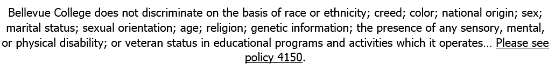 Bellevue College does not discriminate on the basis of race or ethnicity; creed; color; national origin; sex;
marital status; sexual orientation; age; religion; genetic information; the presence of any sensory, mental,
or physical disability; or veteran status in educational programs and activities which it operates... Please see
policy 4150.